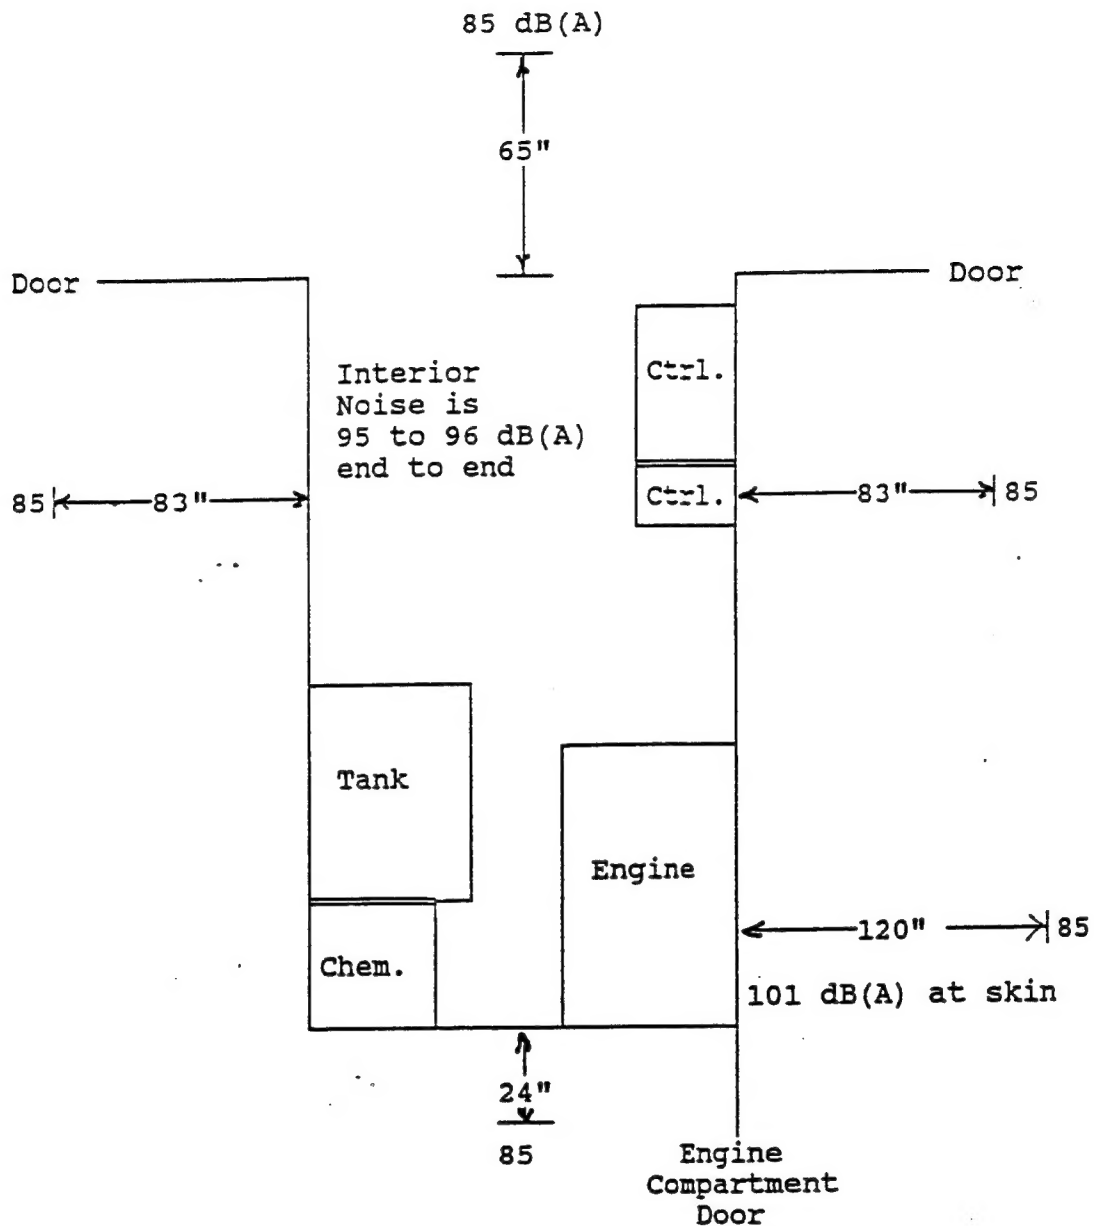 85 dB(A)
65"
Door
Door
Ctrl.
Interior
Noise is
95 to 96 dB(A)
end to end
85
83"
Ctrl.
83"
85
Tank
Engine
120"
85
Chem.
101 dB(A) at skin
24"
85
Engine
Compartment
Door